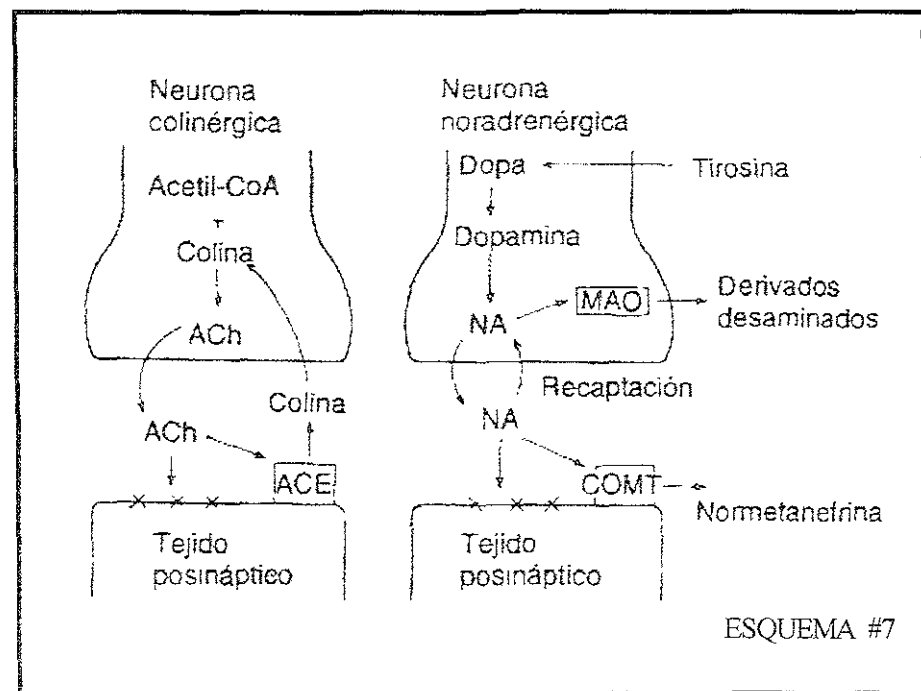 Neurona
colinérgica
Acetil-CoA
+
Colina
ACh
Colina
ACh
ACE
Tejido
posináptico
Neurona
noradrenérgica
Dopa
Tirosina
Dopamina
NA
MAO
Derivados
desaminados
Recaptación
NA
COMT
Normetanefrina
Tejido
posináptico
ESQUEMA #7